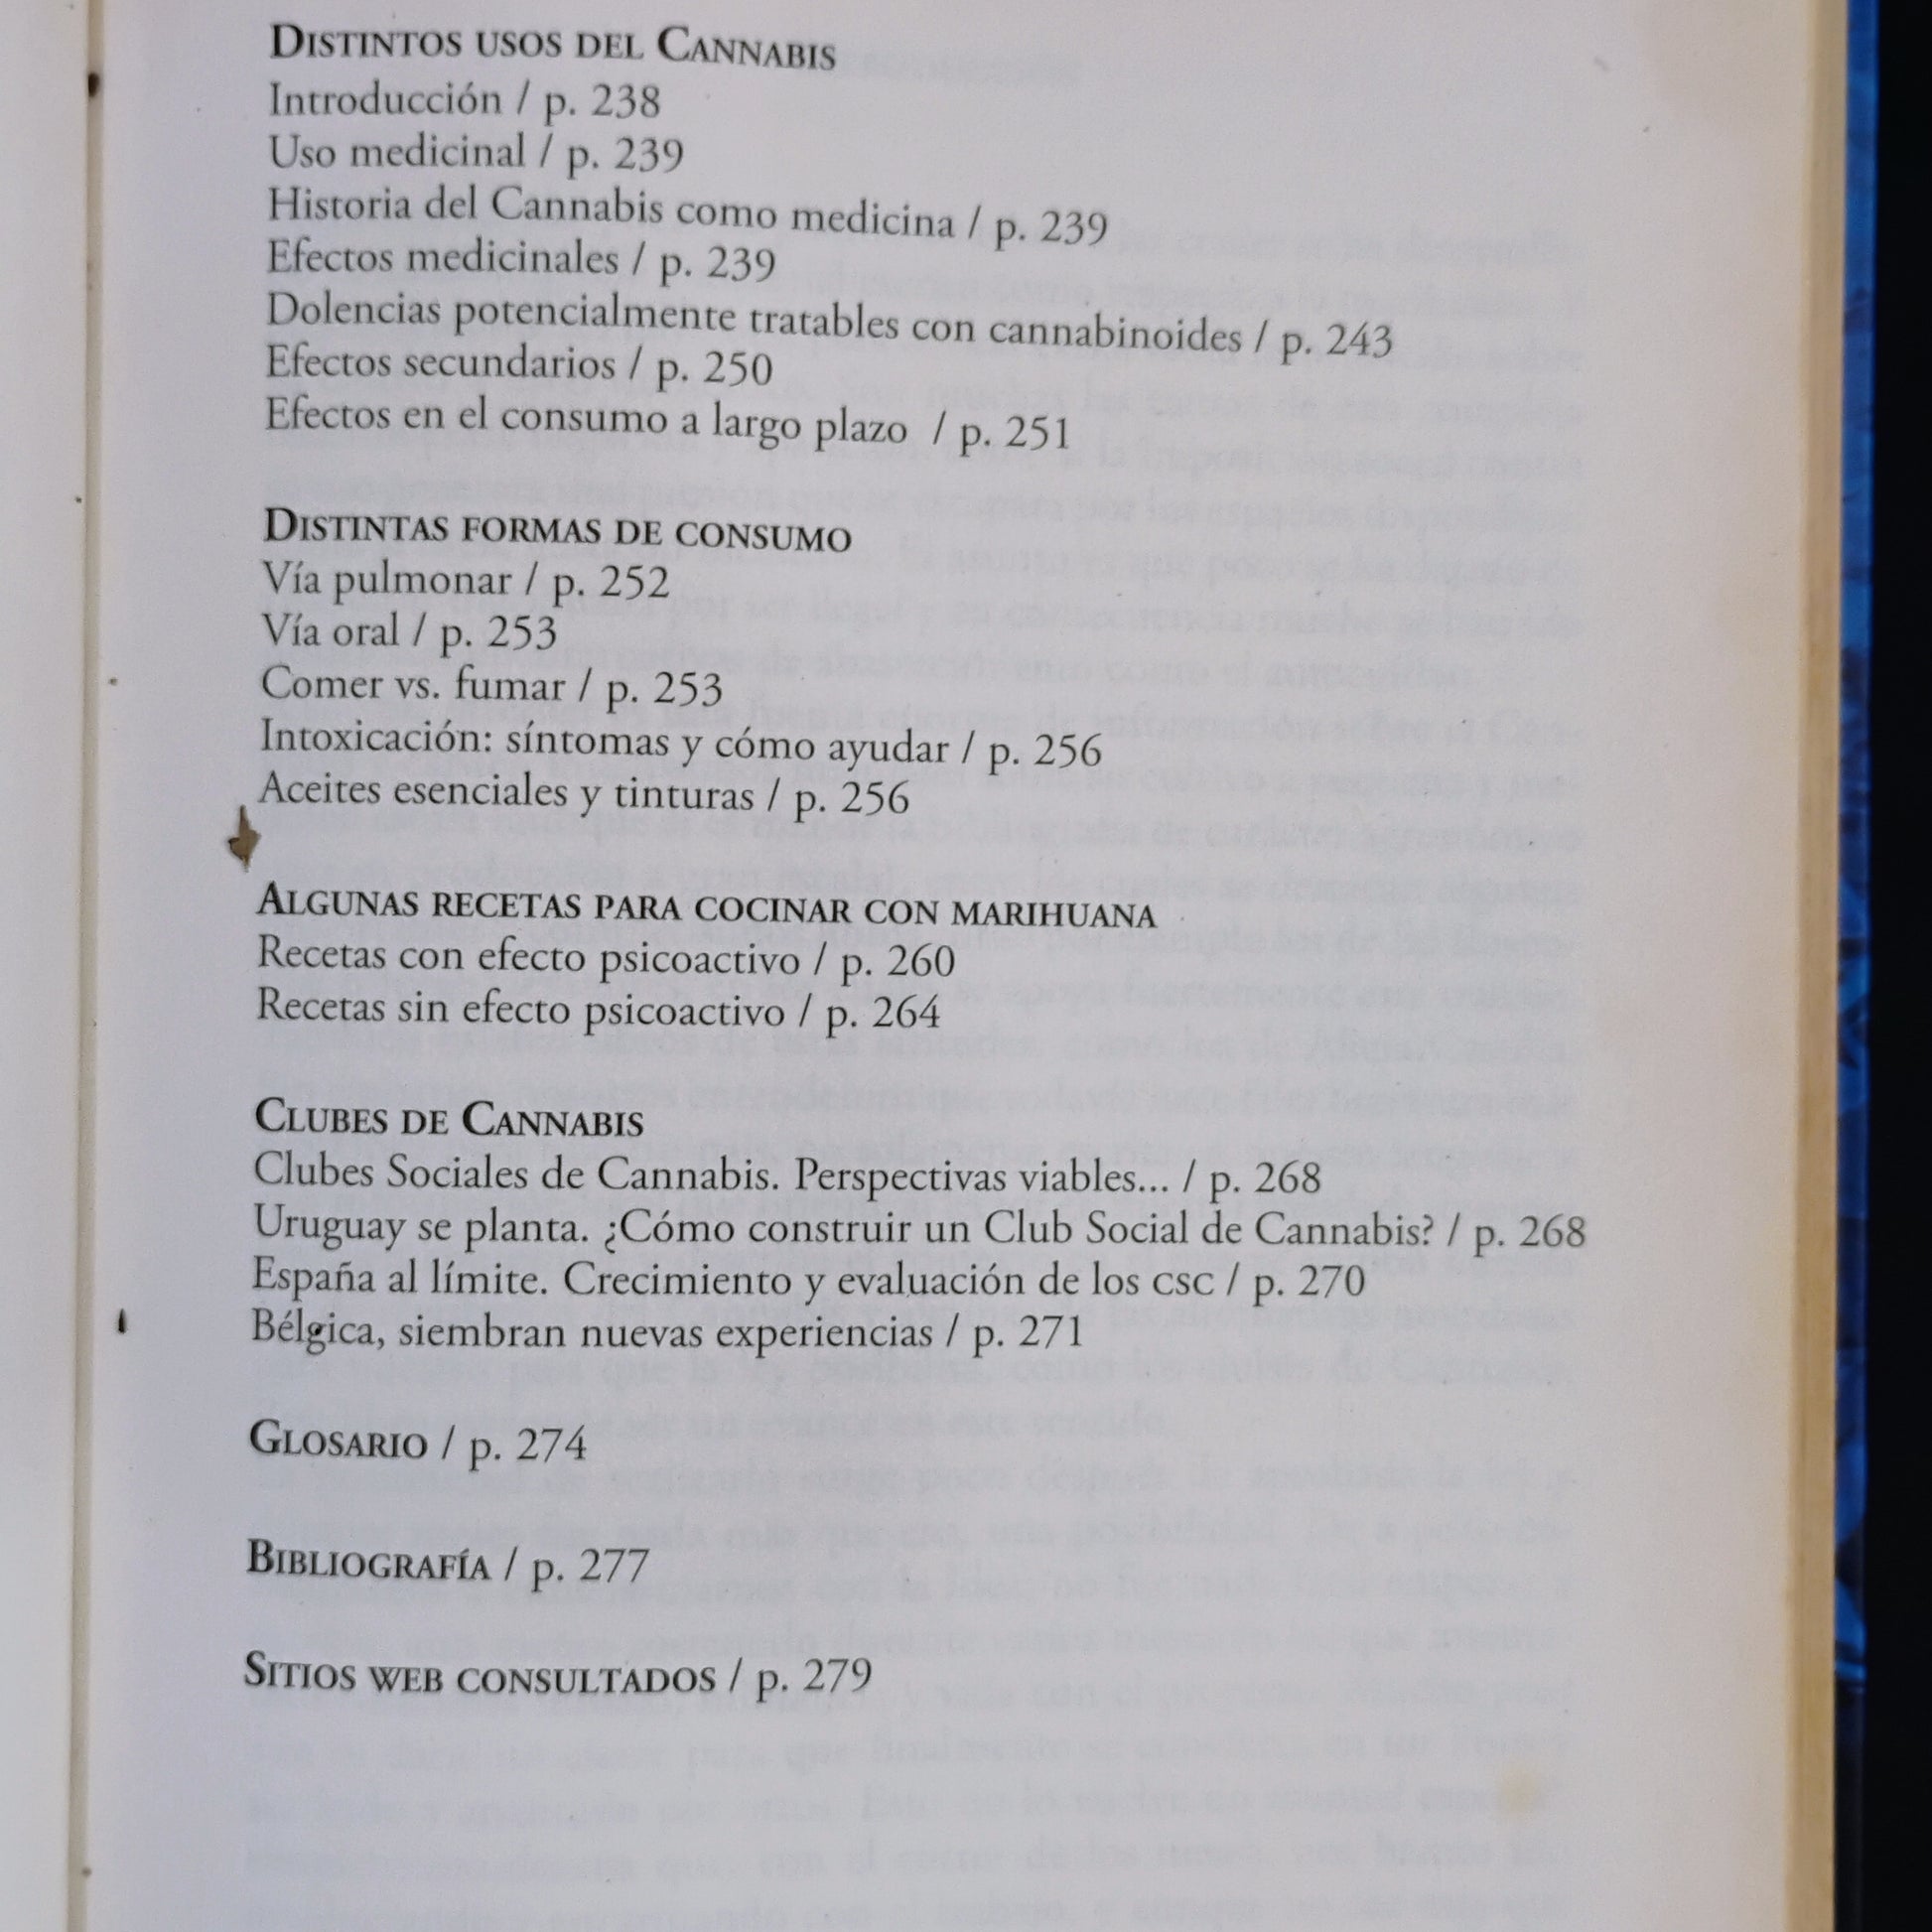 DISTINTOS USOS DEL CANNABIS
Introducción / p. 238
Uso medicinal / p. 239
Historia del Cannabis como medicina / p. 239
Efectos medicinales / p. 239
Dolencias potencialmente tratables con cannabinoides / p. 243
Efectos secundarios / p. 250
Efectos en el consumo a largo plazo / p. 251
DISTINTAS FORMAS DE CONSUMO
Vía pulmonar / p. 252
Vía oral / p. 253
Comer vs. fumar / p. 253
Intoxicación: síntomas y cómo ayudar / p. 256
Aceites esenciales y tinturas / p. 256
ALGUNAS RECETAS PARA COCINAR CON MARIHUANA
Recetas con efecto psicoactivo / p. 260
Recetas sin efecto psicoactivo / p. 264
CLUBES DE CANNABIS
Clubes Sociales de Cannabis. Perspectivas viables... / p. 268
Uruguay se planta. ¿Cómo construir un Club Social de Cannabis? / p. 268
España al límite. Crecimiento y evaluación de los CSC / p. 270
Bélgica, siembran nuevas experiencias / p. 271
GLOSARIO / p. 274
BIBLIOGRAFÍA / p. 277
SITIOS WEB CONSULTADOS / p. 279